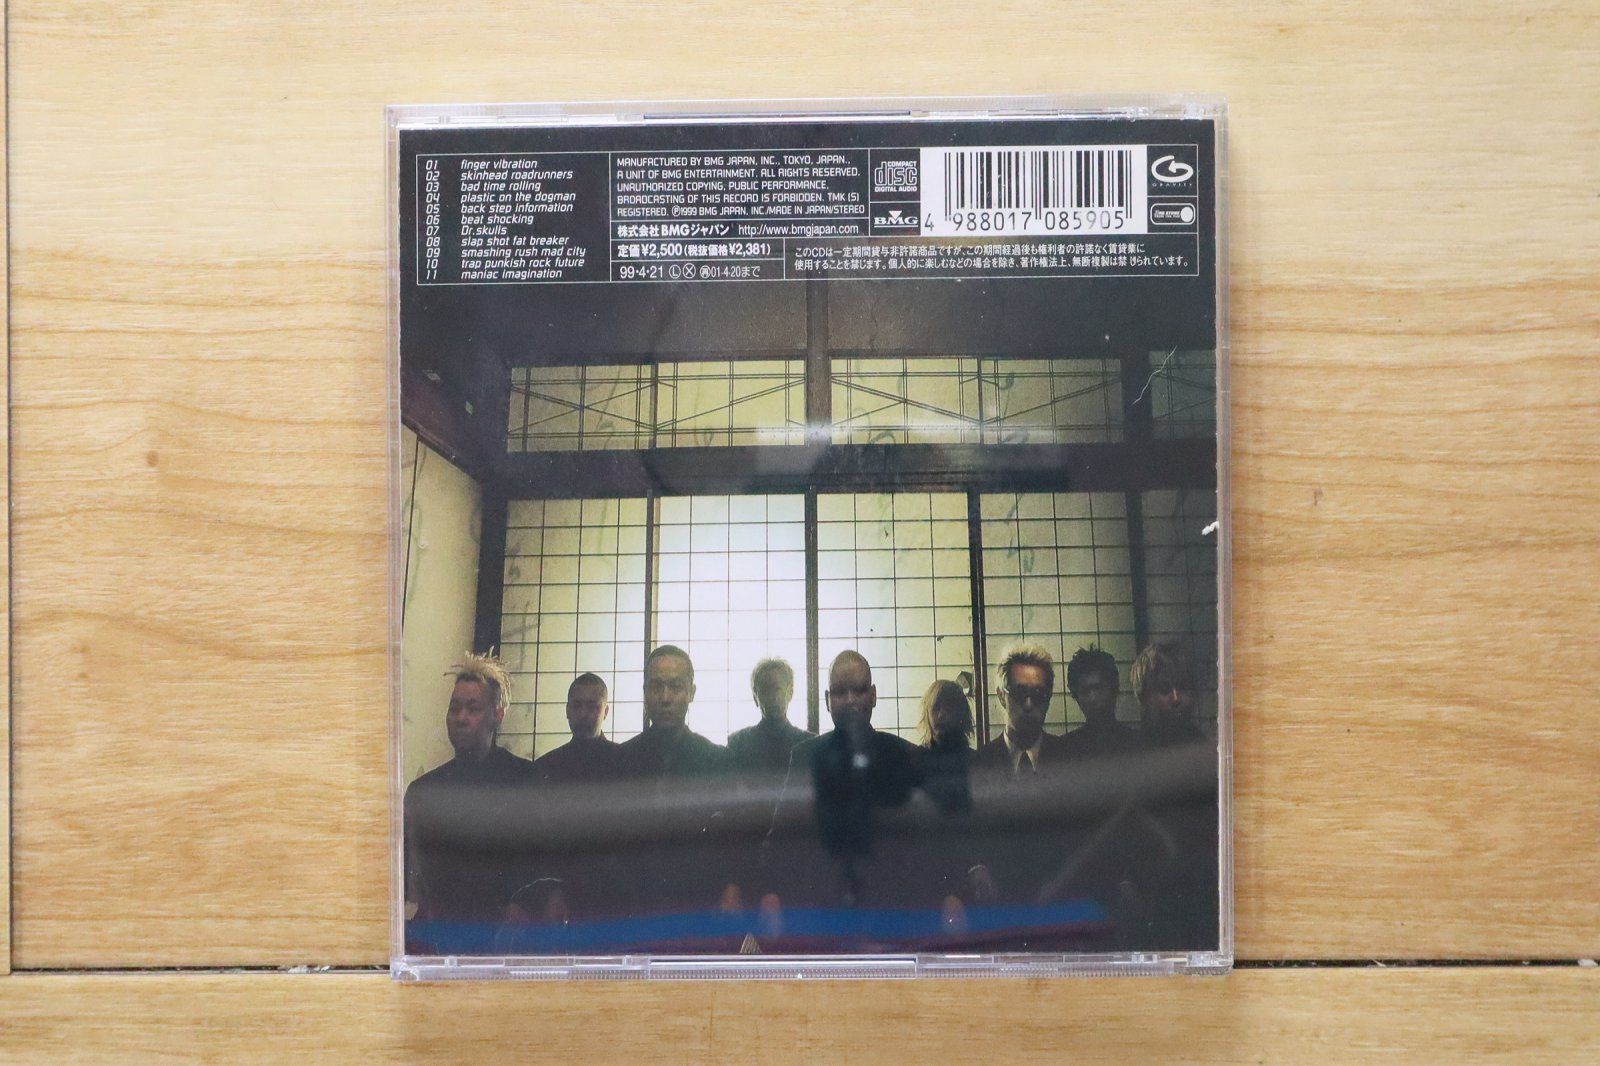 01 finger vibration
02 skinhead roadrunners
03 bad time rolling
04 plastic on the dogman
05 back step information
06 beat shocking
07 Dr.skulls
08 slap shot fat breaker
09 smashing rush mad city
10 trap punkish rock future
11 maniac imagination
MANUFACTURED BY BMG JAPAN, INC., TOKYO, JAPAN.,
A UNIT OF BMG ENTERTAINMENT. ALL RIGHTS RESERVED.
UNAUTHORIZED COPYING, PUBLIC PERFORMANCE,
BROADCASTING OF THIS RECORD IS FORBIDDEN. TMK (S)
REGISTERED. Ⓟ1999 BMG JAPAN, INC./MADE IN JAPAN/STEREO
株式会社BMGジャパン http://www.bmgjapan.com
定価¥2,500(税抜価格¥2,381)
99・4・21 Ⓛ Ⓧ 再01・4・20まで
COMPACT
disc
DIGITAL AUDIO
BMG
4 988017 085905
GRAVITY
このCDは一定期間貸与非許諾商品ですが、この期間経過後も権利者の許諾なく賃貸業に
使用することを禁じます。個人的に楽しむなどの場合を除き、著作権法上、無断複製は禁じられています。